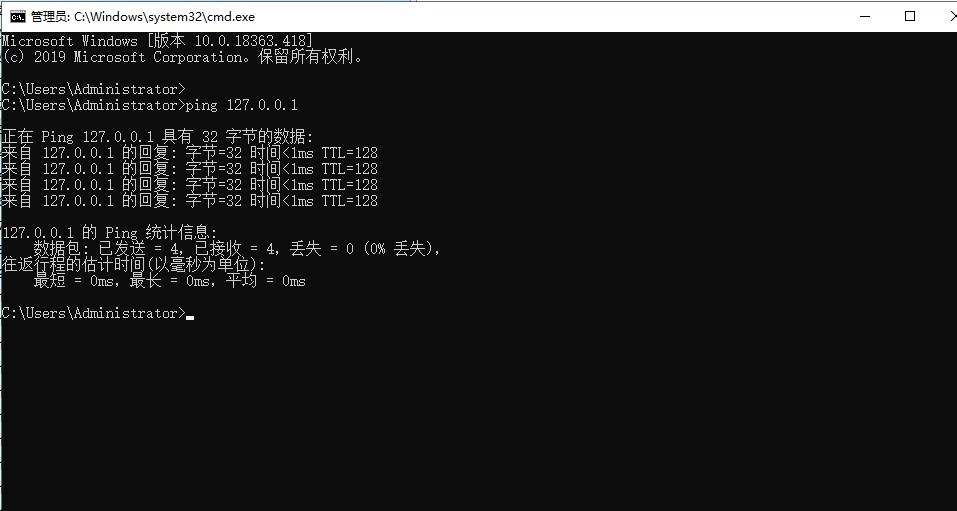 管理员: C:\Windows\system32\cmd.exe
Microsoft Windows [版本 10.0.18363.418]
(c) 2019 Microsoft Corporation。保留所有权利。
C:\Users\Administrator>
C:\Users\Administrator>ping 127.0.0.1
正在 Ping 127.0.0.1 具有 32 字节的数据:
来自 127.0.0.1 的回复: 字节=32 时间<1ms TTL=128
来自 127.0.0.1 的回复: 字节=32 时间<1ms TTL=128
来自 127.0.0.1 的回复: 字节=32 时间<1ms TTL=128
来自 127.0.0.1 的回复: 字节=32 时间<1ms TTL=128
127.0.0.1 的 Ping 统计信息:
数据包: 已发送 = 4, 已接收 = 4, 丢失 = 0 (0% 丢失),
往返行程的估计时间(以毫秒为单位):
最短 = 0ms, 最长 = 0ms, 平均 = 0ms
C:\Users\Administrator>